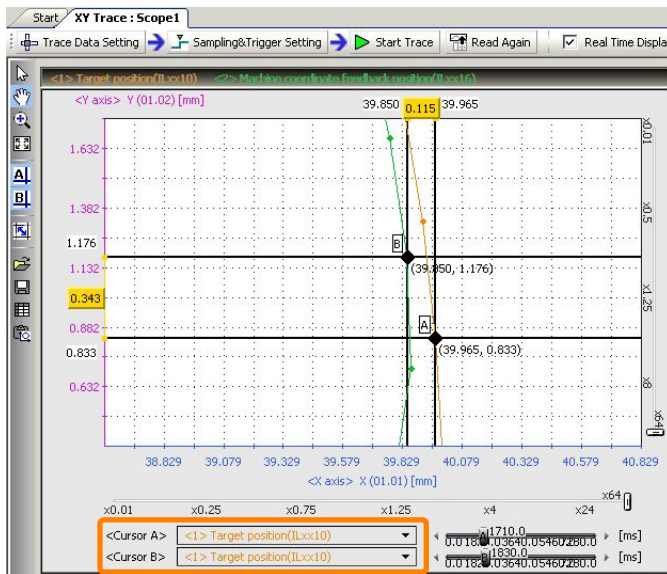 Start XY Trace : Scope1
Trace Data Setting Sampling&Trigger Setting Start Trace Read Again Real Time Displa
<1> Target position(ILxx10) <2> Machine coordinate feedback position(ILxx16)
<Y axis> Y (01.02) [mm] 39.850 0.115 39.965
x0.01
1.632
1.382
x0.5
1.176 B
1.132 (39.850, 1.176)
0.343
x1.25
0.882 A
0.833 (39.965, 0.833)
0.632
x8
x64
38.829 39.079 39.329 39.579 39.829 40.079 40.329 40.579 40.829
<X axis> X (01.01) [mm]
x64
x0.01 x0.25 x0.75 x1.25 x4 x24
<Cursor A> <1> Target position(ILxx10) A 1710.0 [ms]
<Cursor B> <1> Target position(ILxx10) B 1830.0 [ms]
A
B